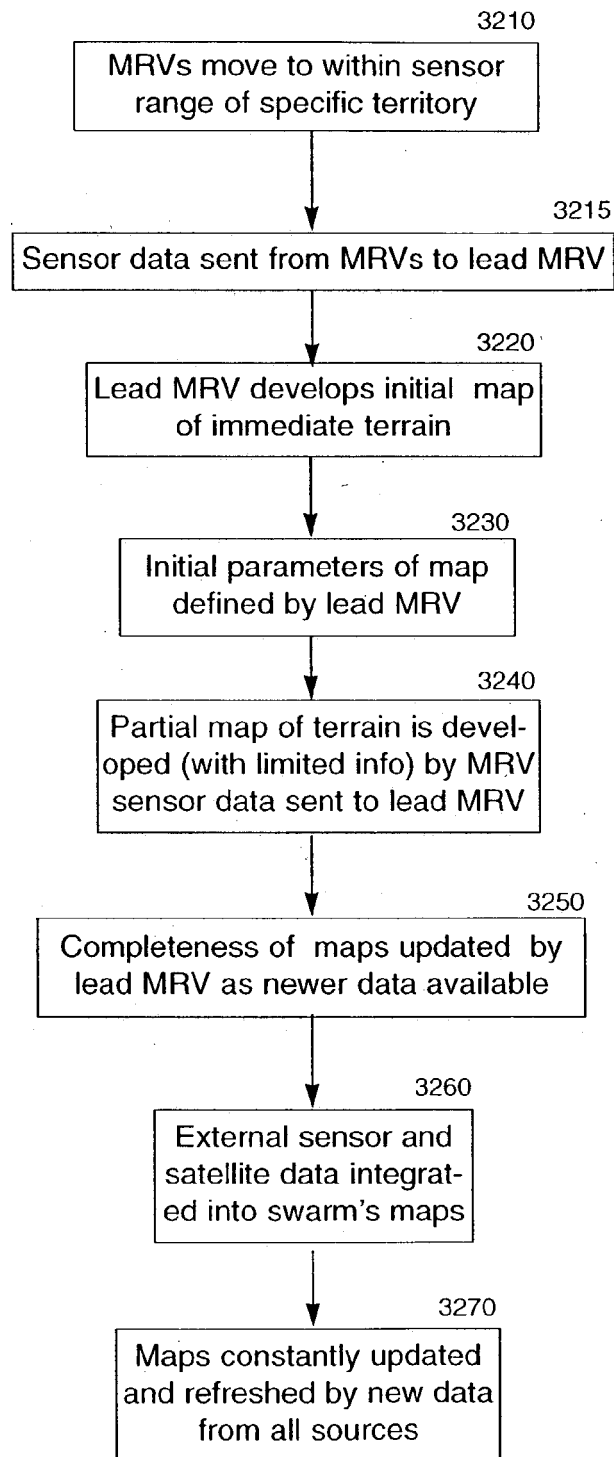 3210
MRVs move to within sensor
range of specific territory
3215
Sensor data sent from MRVs to lead MRV
3220
Lead MRV develops initial map
of immediate terrain
3230
Initial parameters of map
defined by lead MRV
3240
Partial map of terrain is devel-
oped (with limited info) by MRV
sensor data sent to lead MRV
3250
Completeness of maps updated by
lead MRV as newer data available
3260
External sensor and
satellite data integrat-
ed into swarm's maps
3270
Maps constantly updated
and refreshed by new data
from all sources